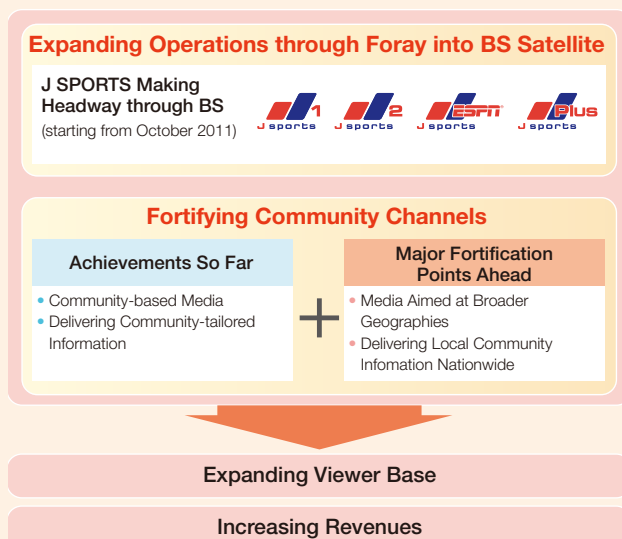 Expanding Operations through Foray into BS Satellite
J SPORTS Making
Headway through BS
(starting from October 2011)
1
J sports
2
J sports
ESPN
J sports
Plus
J sports
Fortifying Community Channels
Achievements So Far
• Community-based Media
• Delivering Community-tailored
Information
+
Major Fortification
Points Ahead
• Media Aimed at Broader
Geographies
• Delivering Local Community
Infomation Nationwide
Expanding Viewer Base
Increasing Revenues